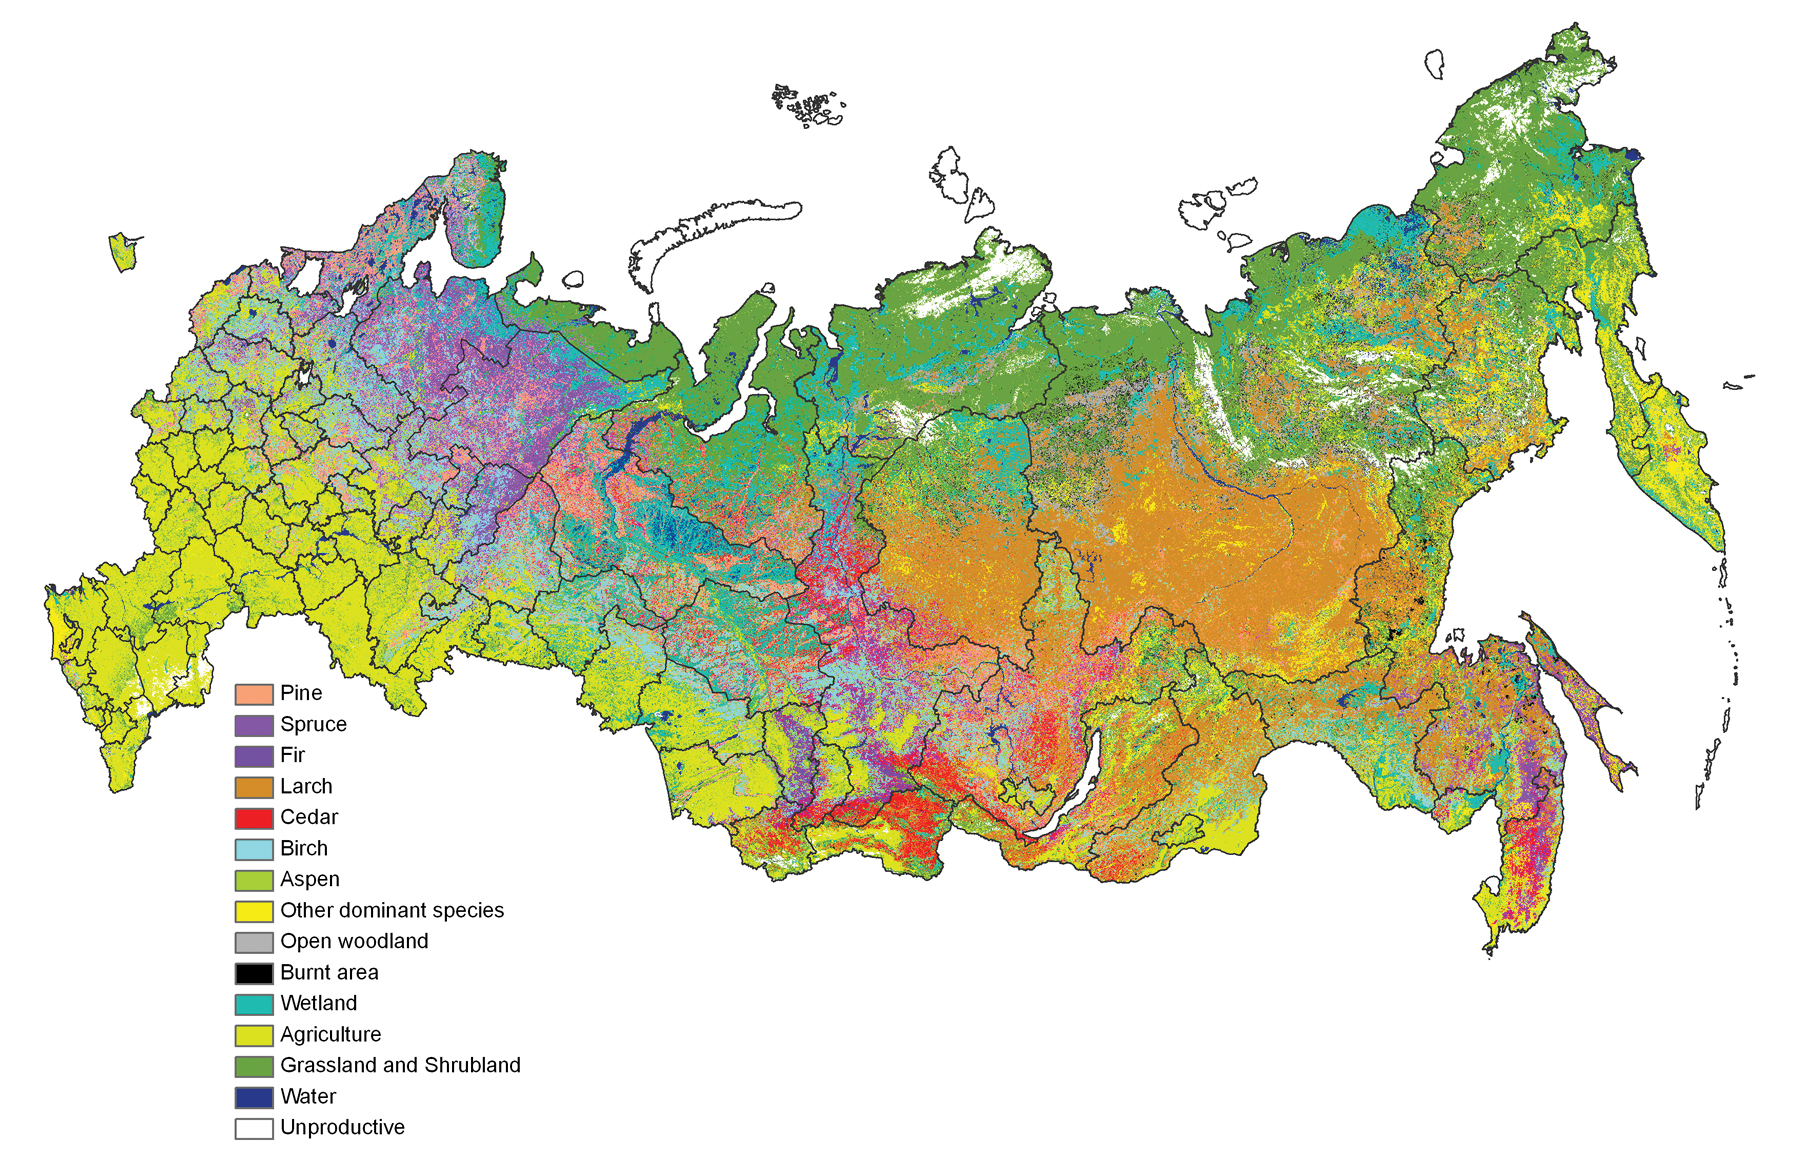 Pine
Spruce
Fir
Larch
Cedar
Birch
Aspen
Other dominant species
Open woodland
Burnt area
Wetland
Agriculture
Grassland and Shrubland
Water
Unproductive